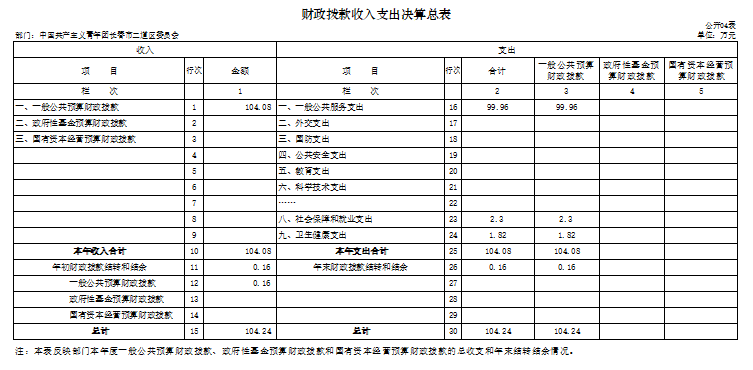 财政拨款收入支出决算总表
公开04表
部门：中国共产主义青年团长春市二道区委员会 单位：万元
收入 支出
项 目 行次 金额 项 目 行次 合计 一般公共预算财政拨款 政府性基金预算财政拨款 国有资本经营预算财政拨款
栏 次 1 栏 次 2 3 4 5
一、一般公共预算财政拨款 1 104.08 一、一般公共服务支出 16 99.96 99.96
二、政府性基金预算财政拨款 2 二、外交支出 17
三、国有资本经营预算财政拨款 3 三、国防支出 18
4 四、公共安全支出 19
5 五、教育支出 20
6 六、科学技术支出 21
7 …… 22
8 八、社会保障和就业支出 23 2.3 2.3
9 九、卫生健康支出 24 1.82 1.82
本年收入合计 10 104.08 本年支出合计 25 104.08 104.08
年初财政拨款结转和结余 11 0.16 年末财政拨款结转和结余 26 0.16 0.16
一般公共预算财政拨款 12 0.16 27
政府性基金预算财政拨款 13 28
国有资本经营预算财政拨款 14 29
总计 15 104.24 总计 30 104.24 104.24
注：本表反映部门本年度一般公共预算财政拨款、政府性基金预算财政拨款和国有资本经营预算财政拨款的总收支和年末结转结余情况。